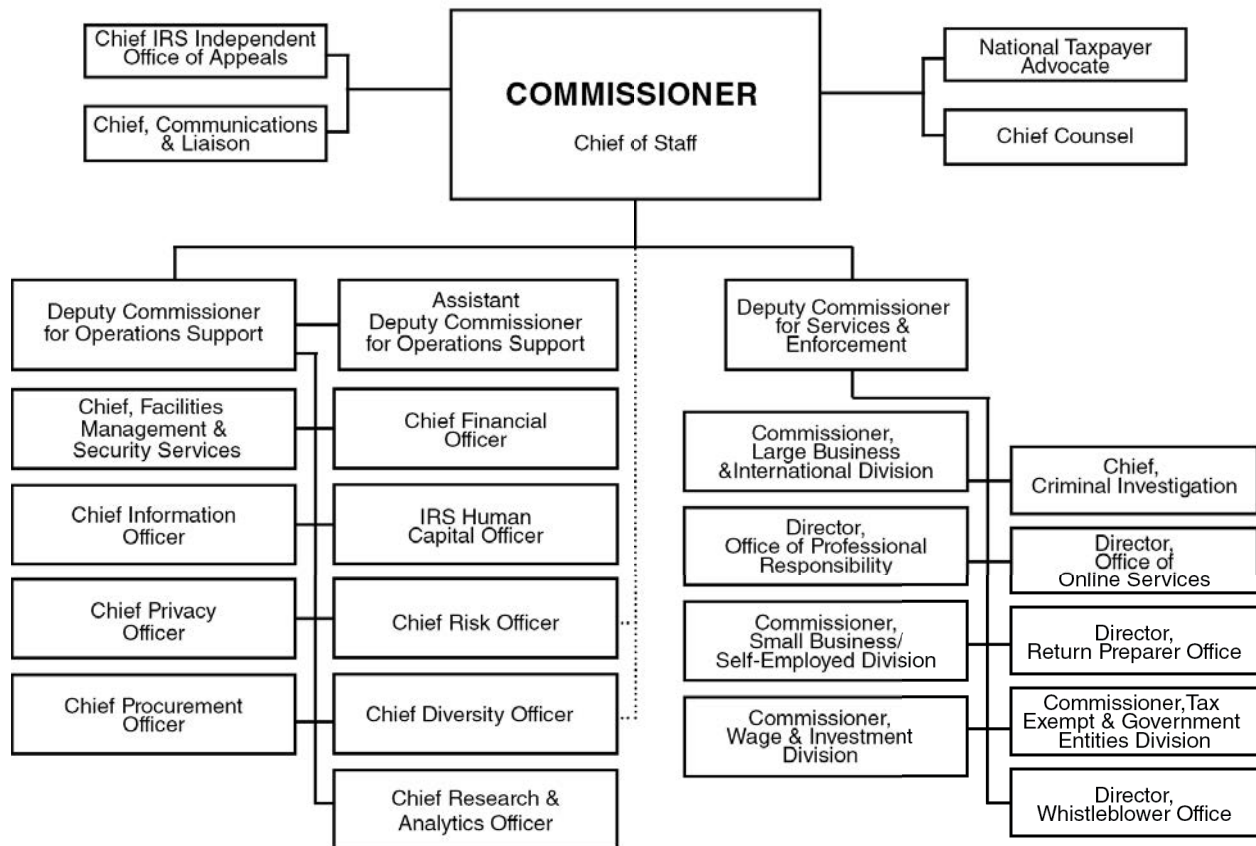 Chief IRS Independent
Office of Appeals
Chief, Communications
& Liaison
COMMISSIONER
Chief of Staff
National Taxpayer
Advocate
Chief Counsel
Deputy Commissioner
for Operations Support
Assistant
Deputy Commissioner
for Operations Support
Chief, Facilities
Management &
Security Services
Chief Financial
Officer
Chief Information
Officer
IRS Human
Capital Officer
Chief Privacy
Officer
Chief Risk Officer
Chief Procurement
Officer
Chief Diversity Officer
Chief Research &
Analytics Officer
Deputy Commissioner
for Services &
Enforcement
Commissioner,
Large Business
&International Division
Chief,
Criminal Investigation
Director,
Office of Professional
Responsibility
Director,
Office of
Online Services
Commissioner,
Small Business/
Self-Employed Division
Director,
Return Preparer Office
Commissioner,
Wage & Investment
Division
Commissioner,Tax
Exempt & Government
Entities Division
Director,
Whistleblower Office